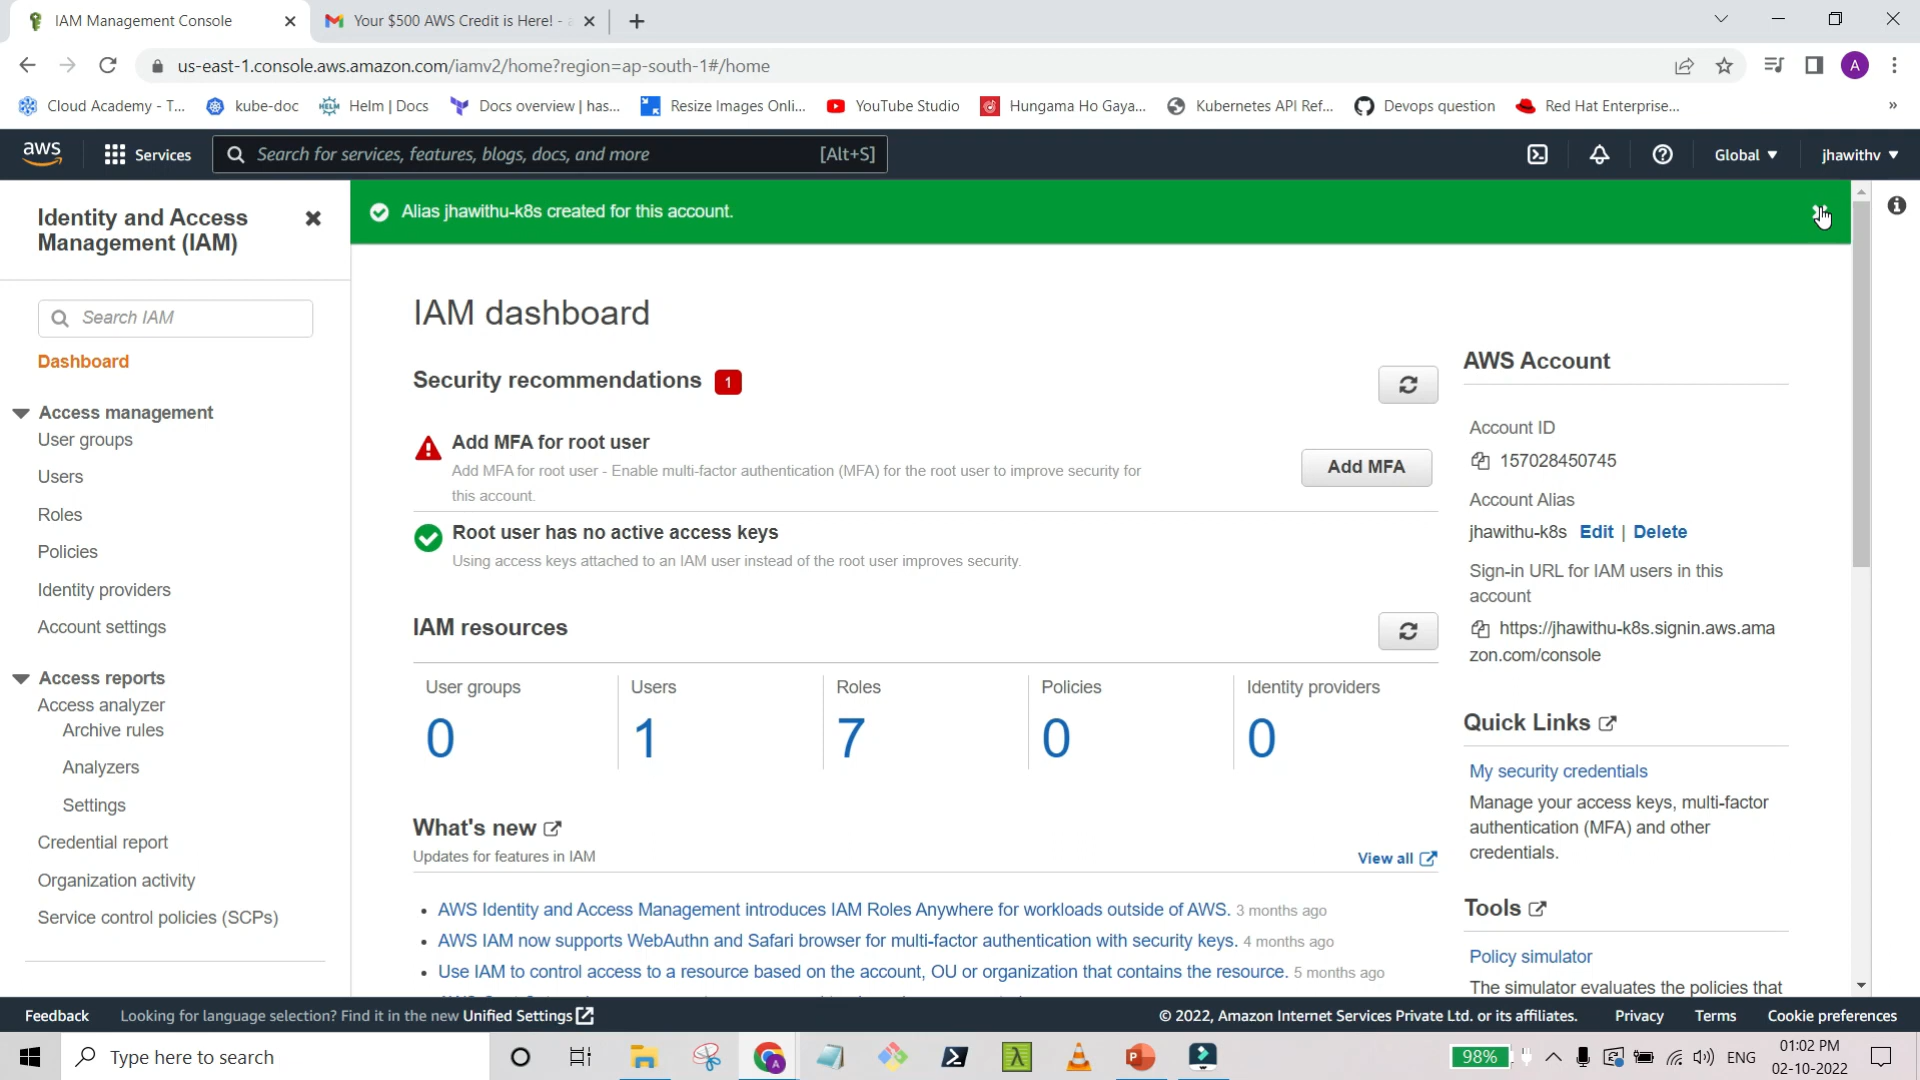 IAM Management Console
Your $500 AWS Credit is Here! -
us-east-1.console.aws.amazon.com/iamv2/home?region=ap-south-1#/home
A
Cloud Academy - T...
kube-doc
HELM
Helm | Docs
Docs overview | has...
Resize Images Onli...
YouTube Studio
Hungama Ho Gaya...
Kubernetes API Ref...
Devops question
Red Hat Enterprise...
»
aws
Services
Search for services, features, blogs, docs, and more
[Alt+S]
Global
jhawithv
Identity and Access
Management (IAM)
Search IAM
Dashboard
Access management
User groups
Users
Roles
Policies
Identity providers
Account settings
Access reports
Access analyzer
Archive rules
Analyzers
Settings
Credential report
Organization activity
Service control policies (SCPs)
Alias jhawithu-k8s created for this account.
IAM dashboard
Security recommendations 1
Add MFA for root user
Add MFA for root user - Enable multi-factor authentication (MFA) for the root user to improve security for
this account.
Add MFA
Root user has no active access keys
Using access keys attached to an IAM user instead of the root user improves security.
IAM resources
User groups
0
Users
1
Roles
7
Policies
0
Identity providers
0
What's new
Updates for features in IAM
View all
• AWS Identity and Access Management introduces IAM Roles Anywhere for workloads outside of AWS. 3 months ago
• AWS IAM now supports WebAuthn and Safari browser for multi-factor authentication with security keys. 4 months ago
• Use IAM to control access to a resource based on the account, OU or organization that contains the resource. 5 months ago
AWS Account
Account ID
157028450745
Account Alias
jhawithu-k8s Edit | Delete
Sign-in URL for IAM users in this
account
https://jhawithu-k8s.signin.aws.ama
zon.com/console
Quick Links
My security credentials
Manage your access keys, multi-factor
authentication (MFA) and other
credentials.
Tools
Policy simulator
The simulator evaluates the policies that
Feedback
Looking for language selection? Find it in the new Unified Settings
© 2022, Amazon Internet Services Private Ltd. or its affiliates.
Privacy
Terms
Cookie preferences
Type here to search
98%
ENG
01:02 PM
02-10-2022